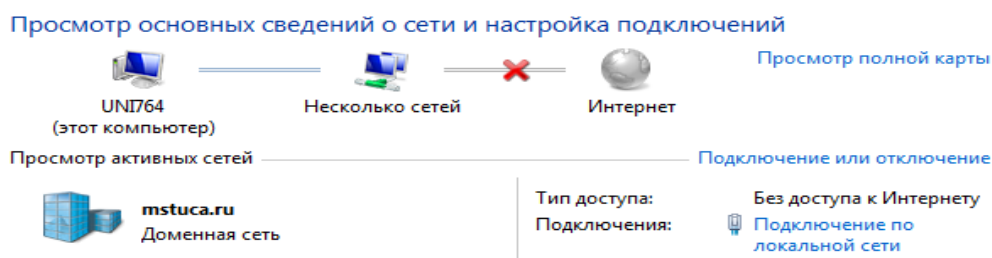 Просмотр основных сведений о сети и настройка подключений
Просмотр полной карты
UNI764
(этот компьютер)
Несколько сетей
Интернет
Просмотр активных сетей
Подключение или отключение
mstuca.ru
Доменная сеть
Тип доступа: Без доступа к Интернету
Подключения: Подключение по
локальной сети